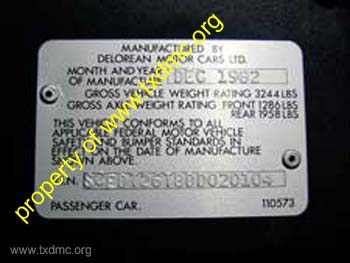 MANUFACTURED BY
DELOREAN MOTOR CARS LTD.
MONTH AND YEAR
OF MANUFACTURE DEC 1982
GROSS VEHICLE WEIGHT RATING 3244 LBS
GROSS AXLE WEIGHT RATING FRONT 1286 LBS
REAR 1958 LBS
THIS VEHICLE CONFORMS TO ALL
APPLICABLE FEDERAL MOTOR VEHICLE
SAFETY AND BUMPER STANDARDS IN
EFFECT ON THE DATE OF MANUFACTURE
SHOWN ABOVE.
PASSENGER CAR. 110573
property of www.txdmc.org
www.txdmc.org